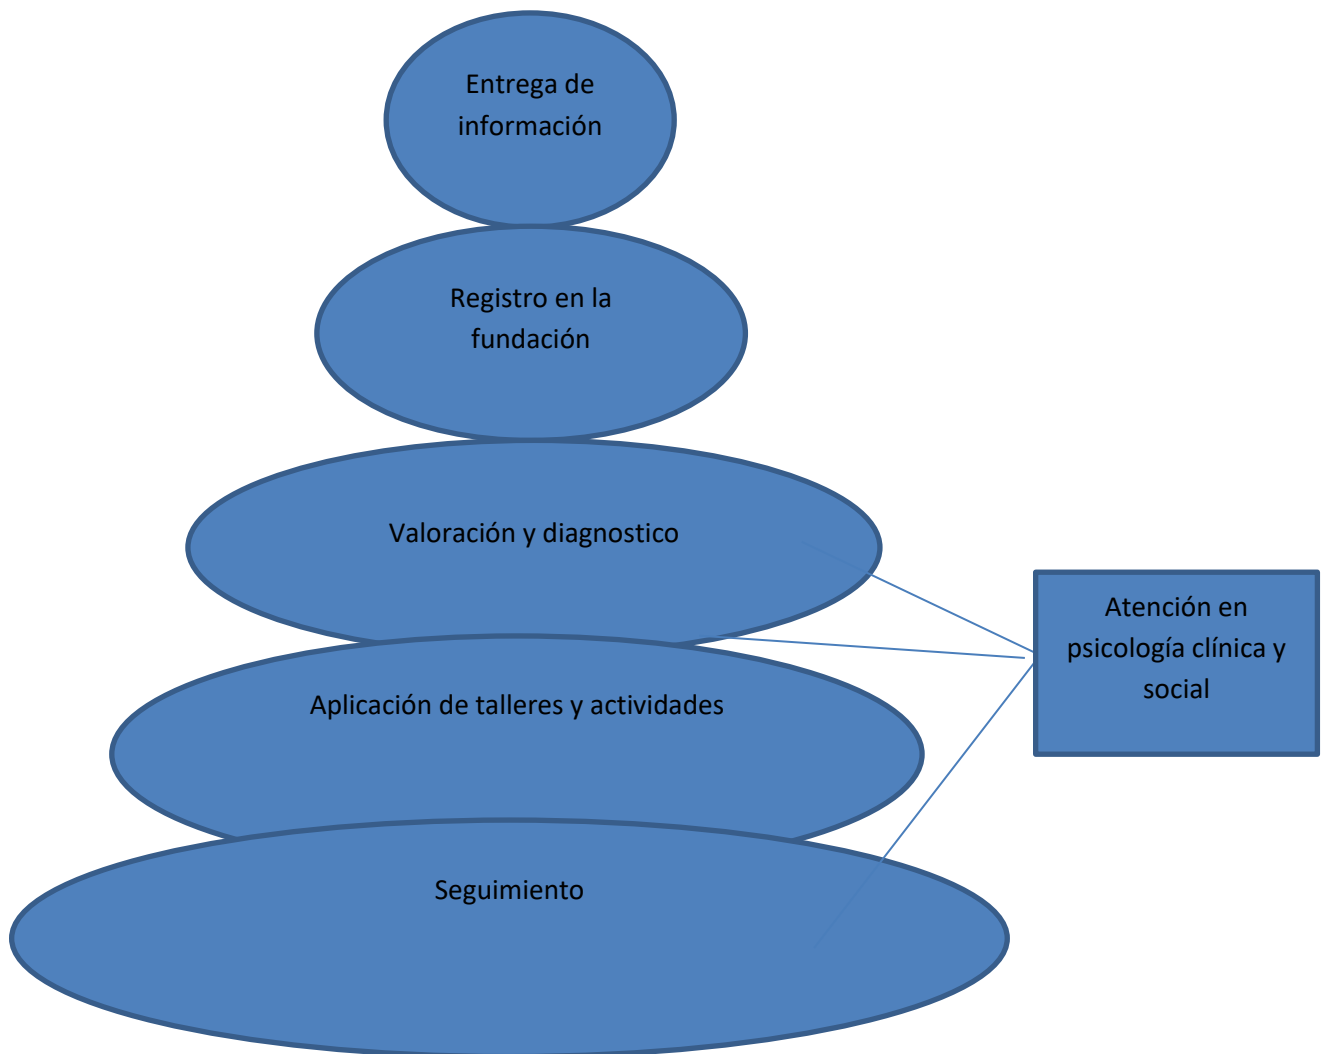 Entrega de
información
Registro en la
fundación
Valoración y diagnostico
Aplicación de talleres y actividades
Seguimiento
Atención en
psicología clínica y
social